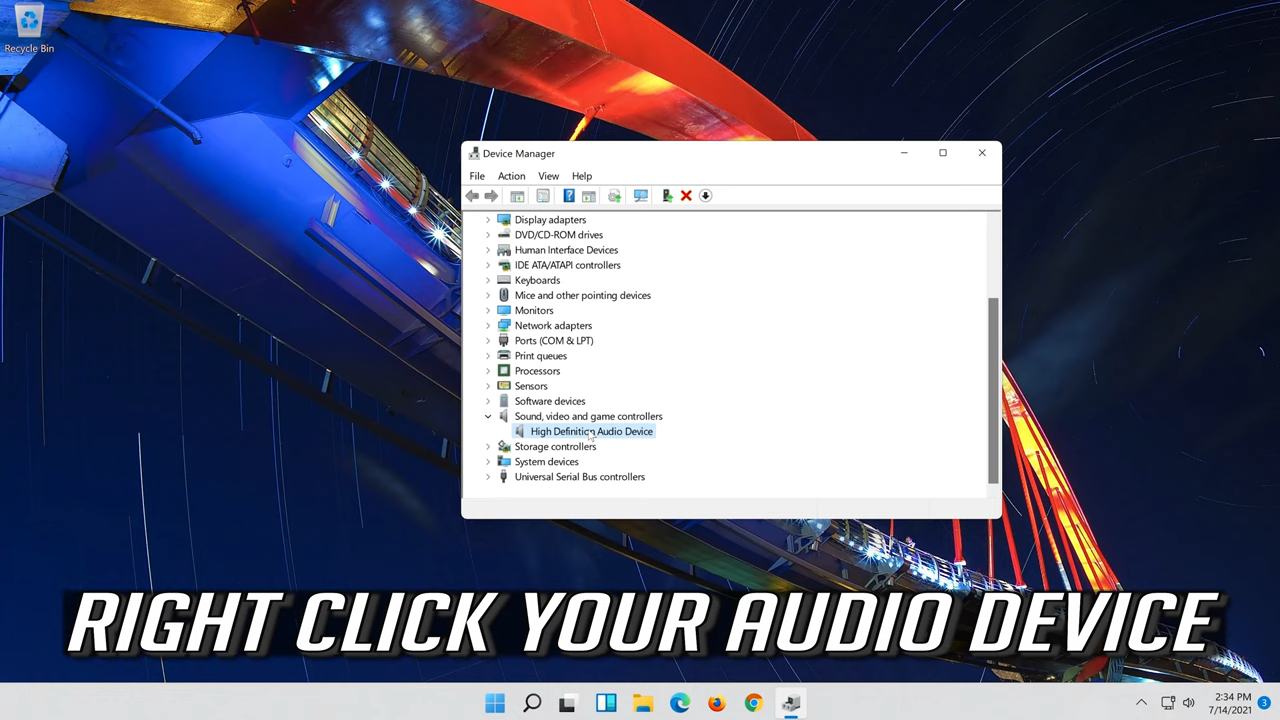 Recycle Bin
Device Manager
File Action View Help
Display adapters
DVD/CD-ROM drives
Human Interface Devices
IDE ATA/ATAPI controllers
Keyboards
Mice and other pointing devices
Monitors
Network adapters
Ports (COM & LPT)
Print queues
Processors
Sensors
Software devices
Sound, video and game controllers
High Definition Audio Device
Storage controllers
System devices
Universal Serial Bus controllers
RIGHT CLICK YOUR AUDIO DEVICE
2:34 PM
7/14/2021
3